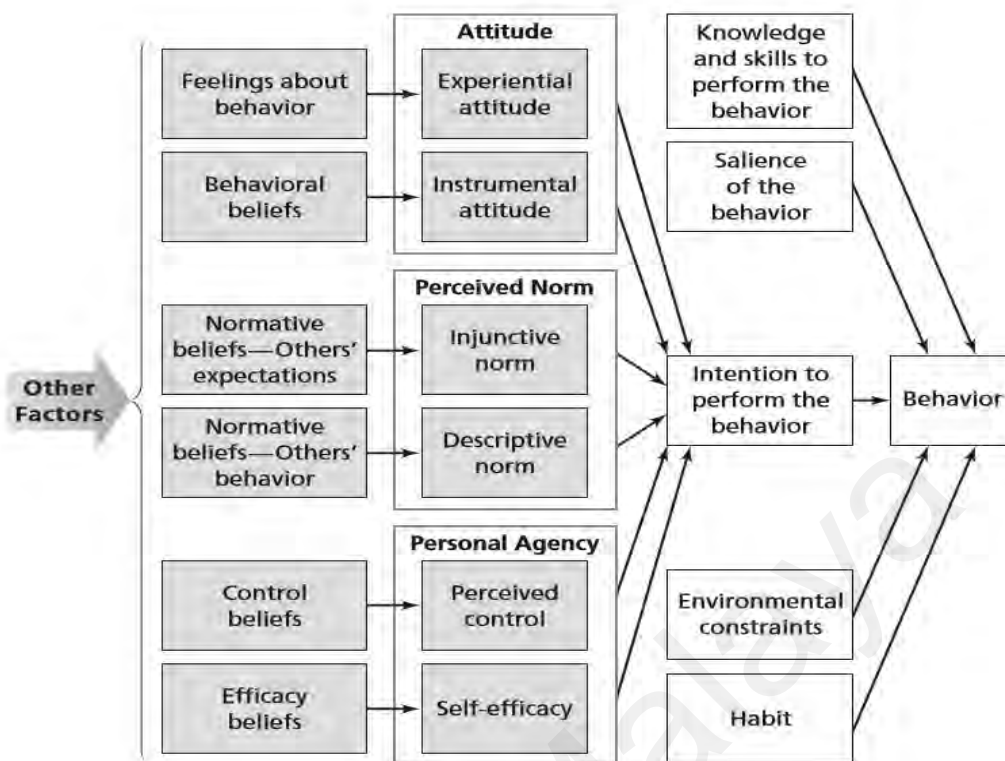 Attitude
Feelings about
behavior
Experiential
attitude
Behavioral
beliefs
Instrumental
attitude
Knowledge
and skills to
perform the
behavior
Salience
of the
behavior
Perceived Norm
Normative
beliefs—Others'
expectations
Injunctive
norm
Normative
beliefs—Others'
behavior
Descriptive
norm
Other
Factors
Intention to
perform the
behavior
Behavior
Personal Agency
Control
beliefs
Perceived
control
Efficacy
beliefs
Self-efficacy
Environmental
constraints
Habit
Malaya